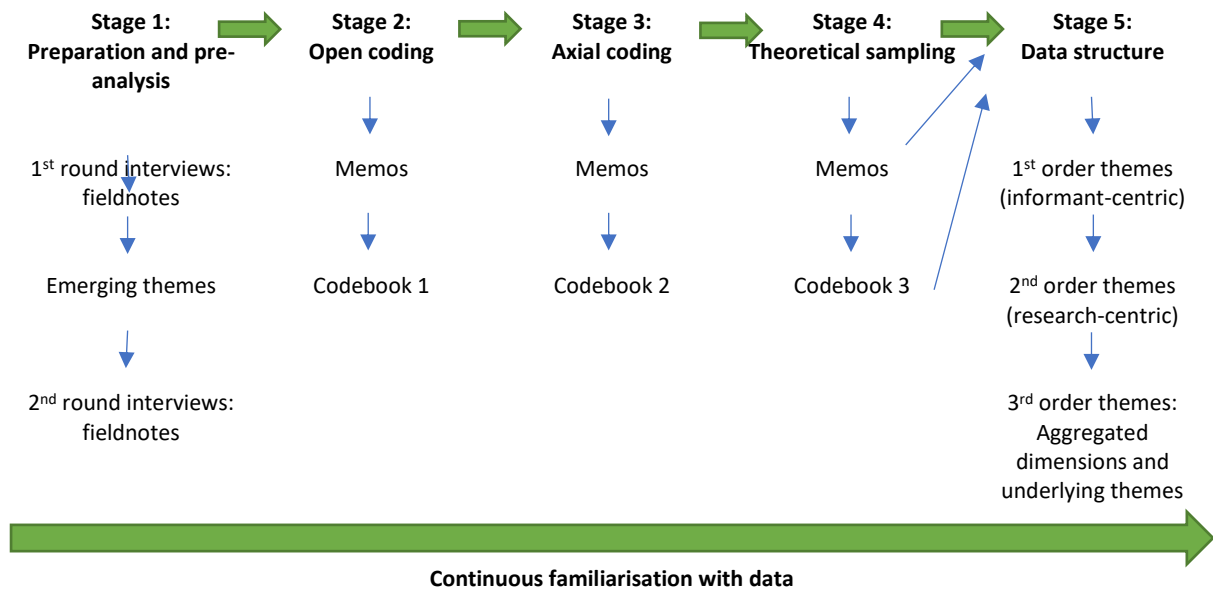 Stage 1:
Preparation and pre-
analysis
Stage 2:
Open coding
Stage 3:
Axial coding
Stage 4:
Theoretical sampling
Stage 5:
Data structure
1st round interviews:
fieldnotes
Emerging themes
2nd round interviews:
fieldnotes
Memos
Codebook 1
Memos
Codebook 2
Memos
Codebook 3
1st order themes
(informant-centric)
2nd order themes
(research-centric)
3rd order themes:
Aggregated
dimensions and
underlying themes
Continuous familiarisation with data